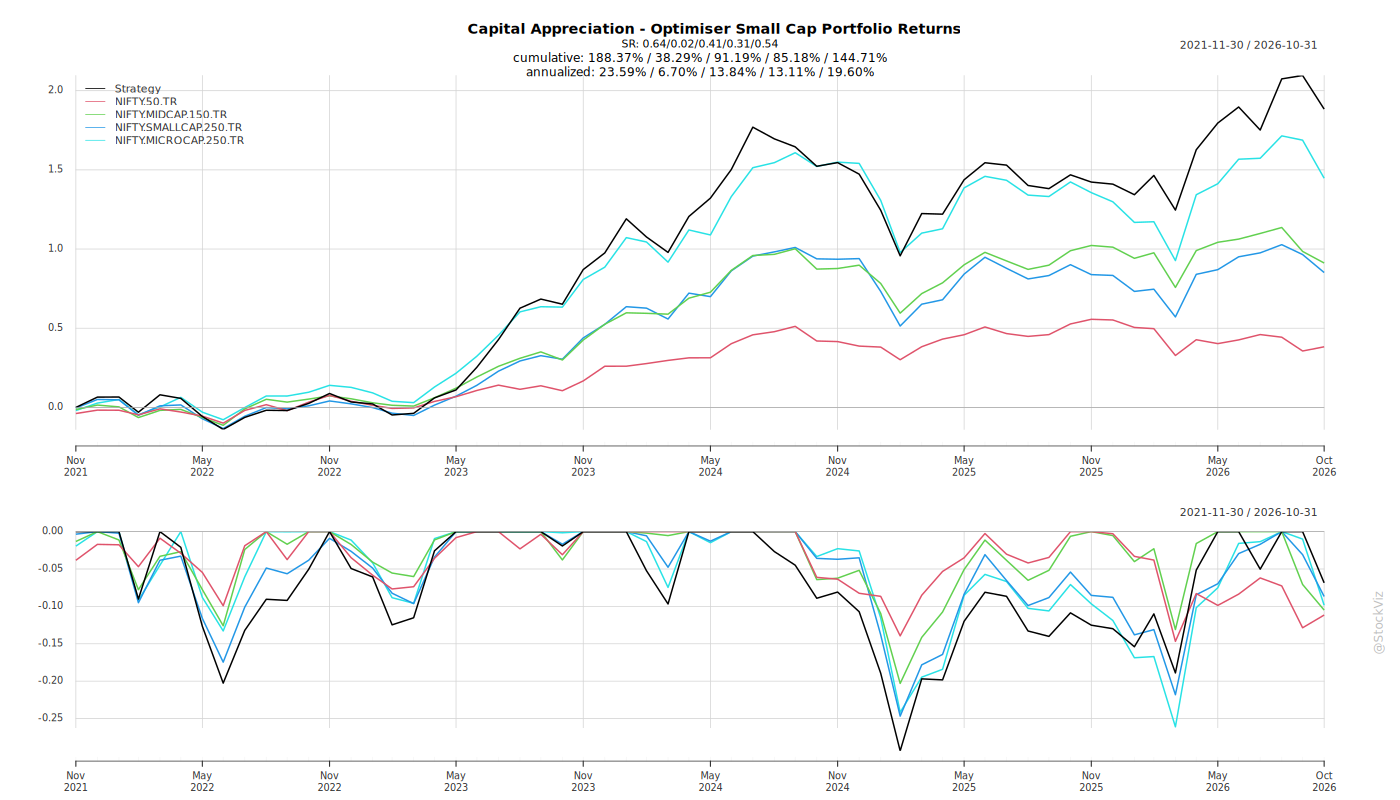 Capital Appreciation - Optimiser Small Cap Portfolio Returns
SR: 0.64/0.02/0.41/0.31/0.54
2021-11-30 / 2026-10-31
cumulative: 188.37% / 38.29% / 91.19% / 85.18% / 144.71%
annualized: 23.59% / 6.70% / 13.84% / 13.11% / 19.60%
Strategy
NIFTY.50.TR
NIFTY.MIDCAP.150.TR
NIFTY.SMALLCAP.250.TR
NIFTY.MICROCAP.250.TR
2.0
1.5
1.0
0.5
0.0
Nov 2021
May 2022
Nov 2022
May 2023
Nov 2023
May 2024
Nov 2024
May 2025
Nov 2025
May 2026
Oct 2026
2021-11-30 / 2026-10-31
0.00
-0.05
-0.10
-0.15
-0.20
-0.25
Nov 2021
May 2022
Nov 2022
May 2023
Nov 2023
May 2024
Nov 2024
May 2025
Nov 2025
May 2026
Oct 2026
@StockViz